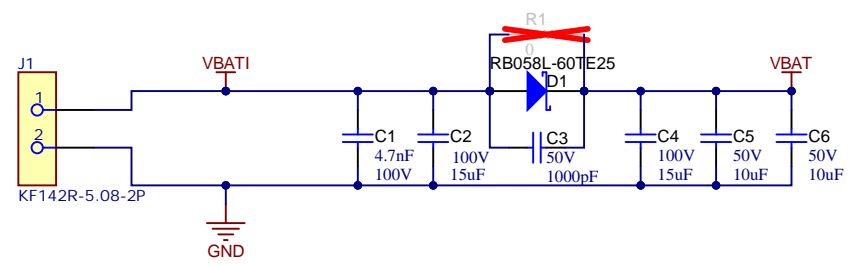 R1
0
J1
VBATI
RB058L-60TE25
VBAT
D1
1
2
C1
4.7nF
100V
C2
100V
15uF
C3
50V
1000pF
C4
100V
15uF
C5
50V
10uF
C6
50V
10uF
KF142R-5.08-2P
GND